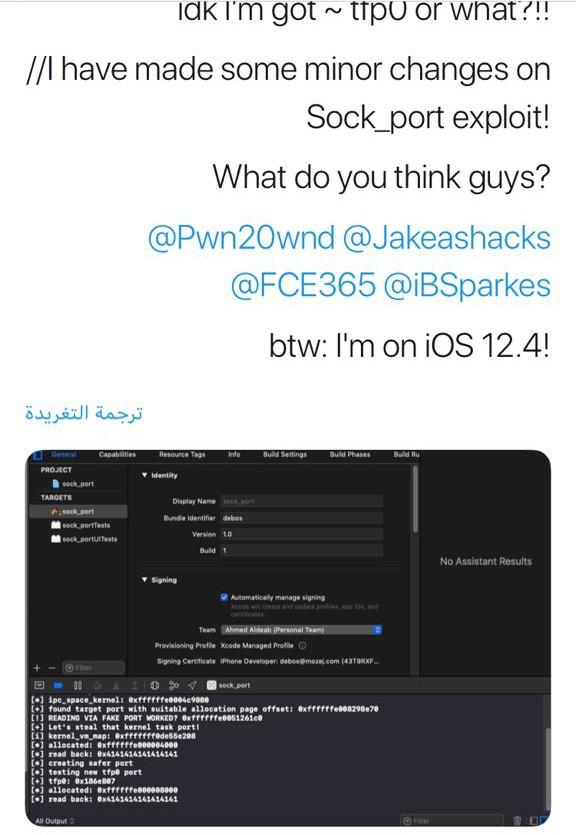 idk I'm got ~ tfp0 or what?!!
//I have made some minor changes on
Sock_port exploit!
What do you think guys?
@Pwn20wnd @Jakeashacks
@FCE365 @iBSparkes
btw: I'm on iOS 12.4!
ترجمة التغريدة
General Capabilities Resource Tags Info Build Settings Build Phases Build Ru
PROJECT
sock_port
TARGETS
sock_port
sock_portTests
sock_portUITests
Identity
Display Name sock_port
Bundle Identifier debos
Version 1.0
Build 1
Signing
Automatically manage signing
Xcode will create and update profiles, app IDs, and
certificates.
Team Ahmed Aldeab (Personal Team)
Provisioning Profile Xcode Managed Profile
Signing Certificate iPhone Developer: debos@mozej.com (43T9RXF...
No Assistant Results
Filter
sock_port
[*] ipc_space_kernel: 0xffffffe0004c9880
[+] found target port with suitable allocation page offset: 0xffffffe008298e70
[!] READING VIA FAKE PORT WORKED? 0xffffffe0051261c0
[+] Let's steal that kernel task port!
[i] kernel_vm_map: 0xffffffff0de55e208
[*] allocated: 0xffffffe000004000
[*] read back: 0x4141414141414141
[*] creating safer port
[*] testing new tfp0 port
[+] tfp0: 0x186e807
[*] allocated: 0xffffffe000008000
[*] read back: 0x4141414141414141
All Output
Filter